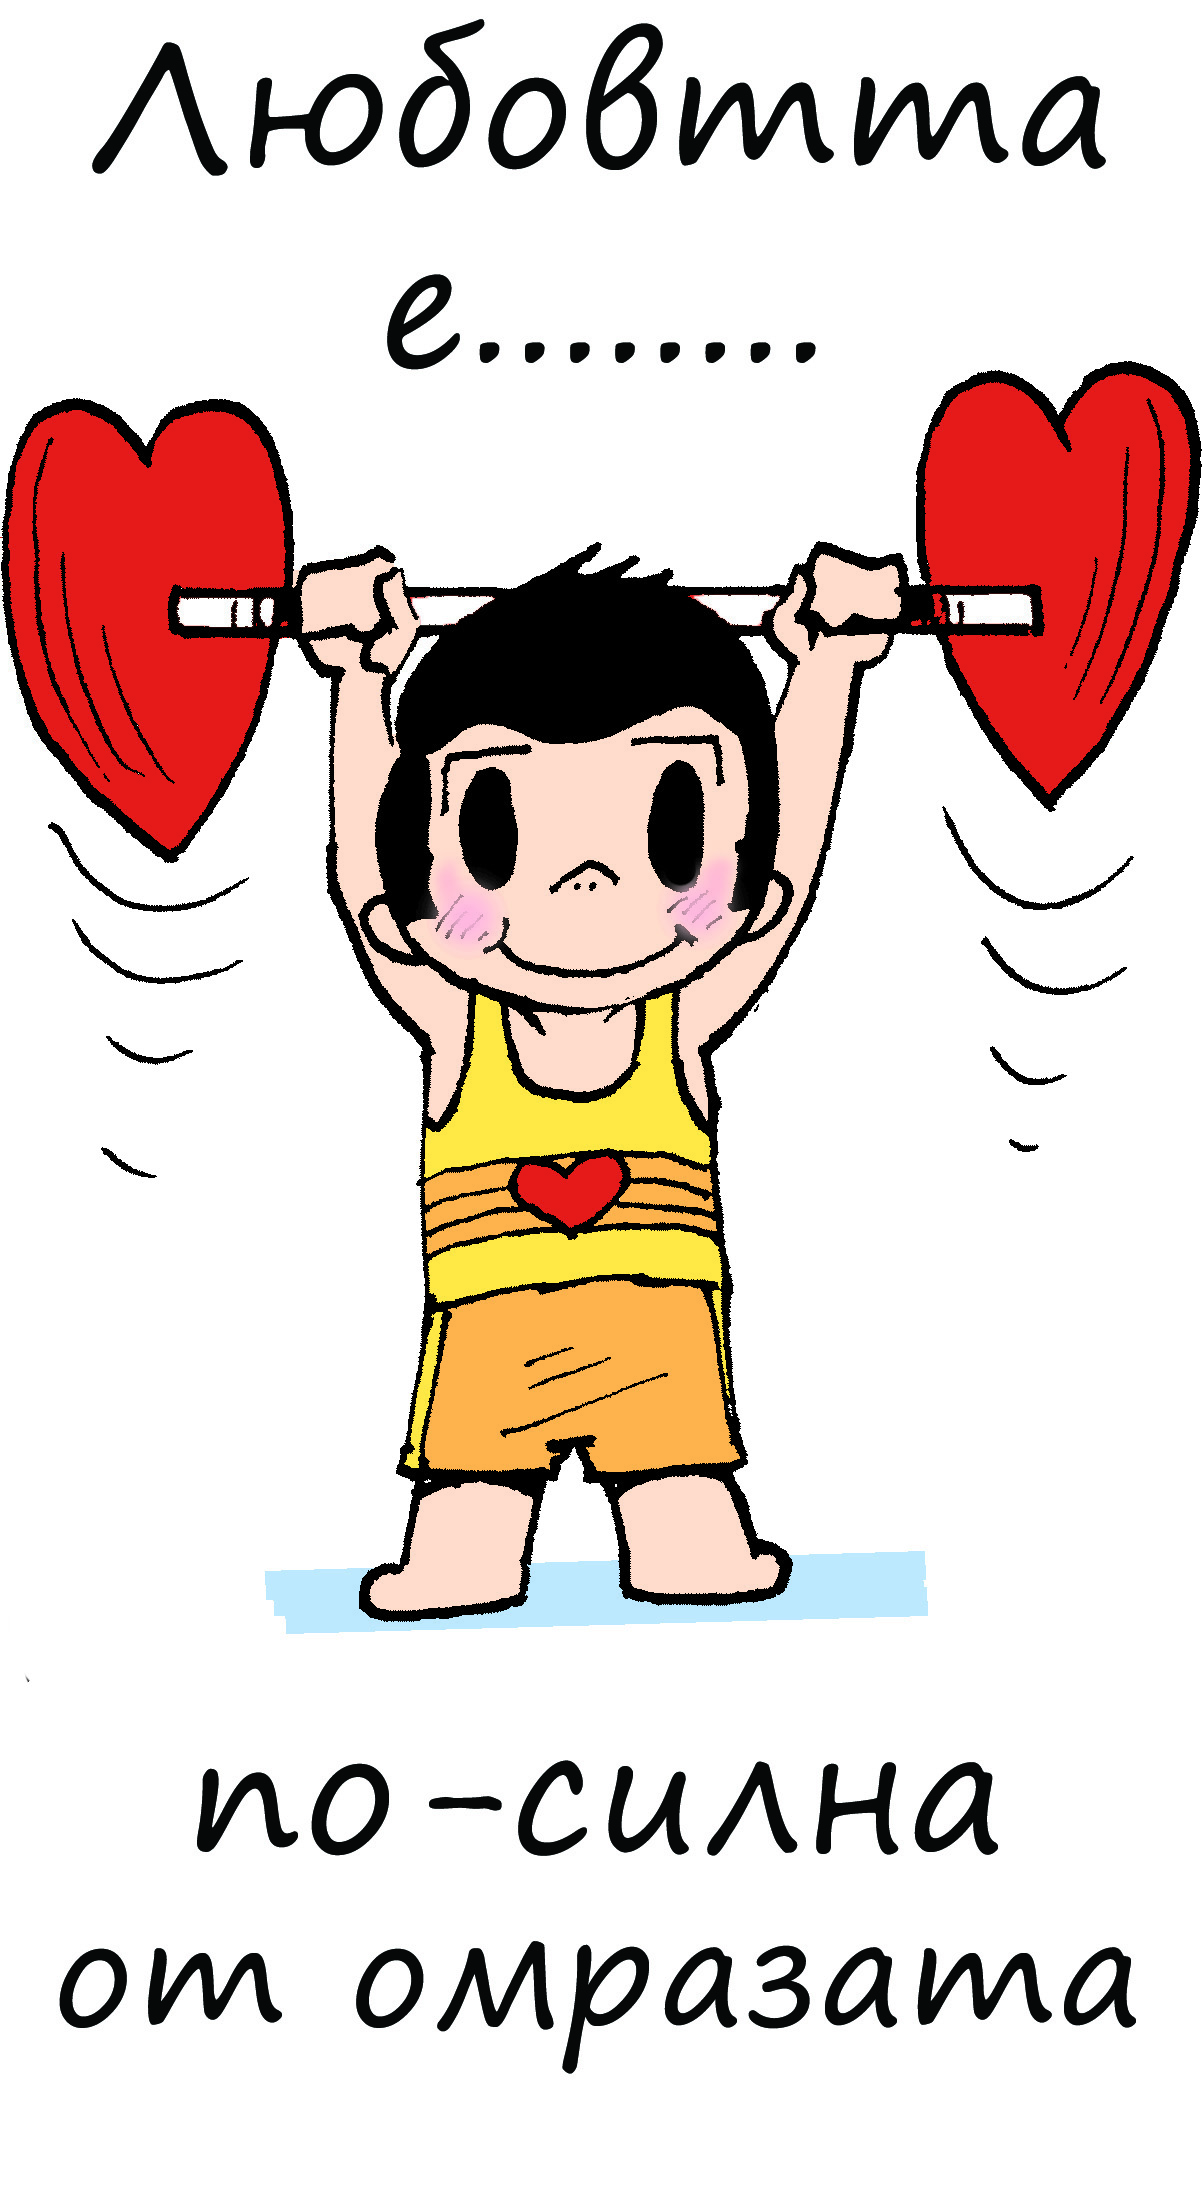 Любовтта
е........
по-силна
от омразата